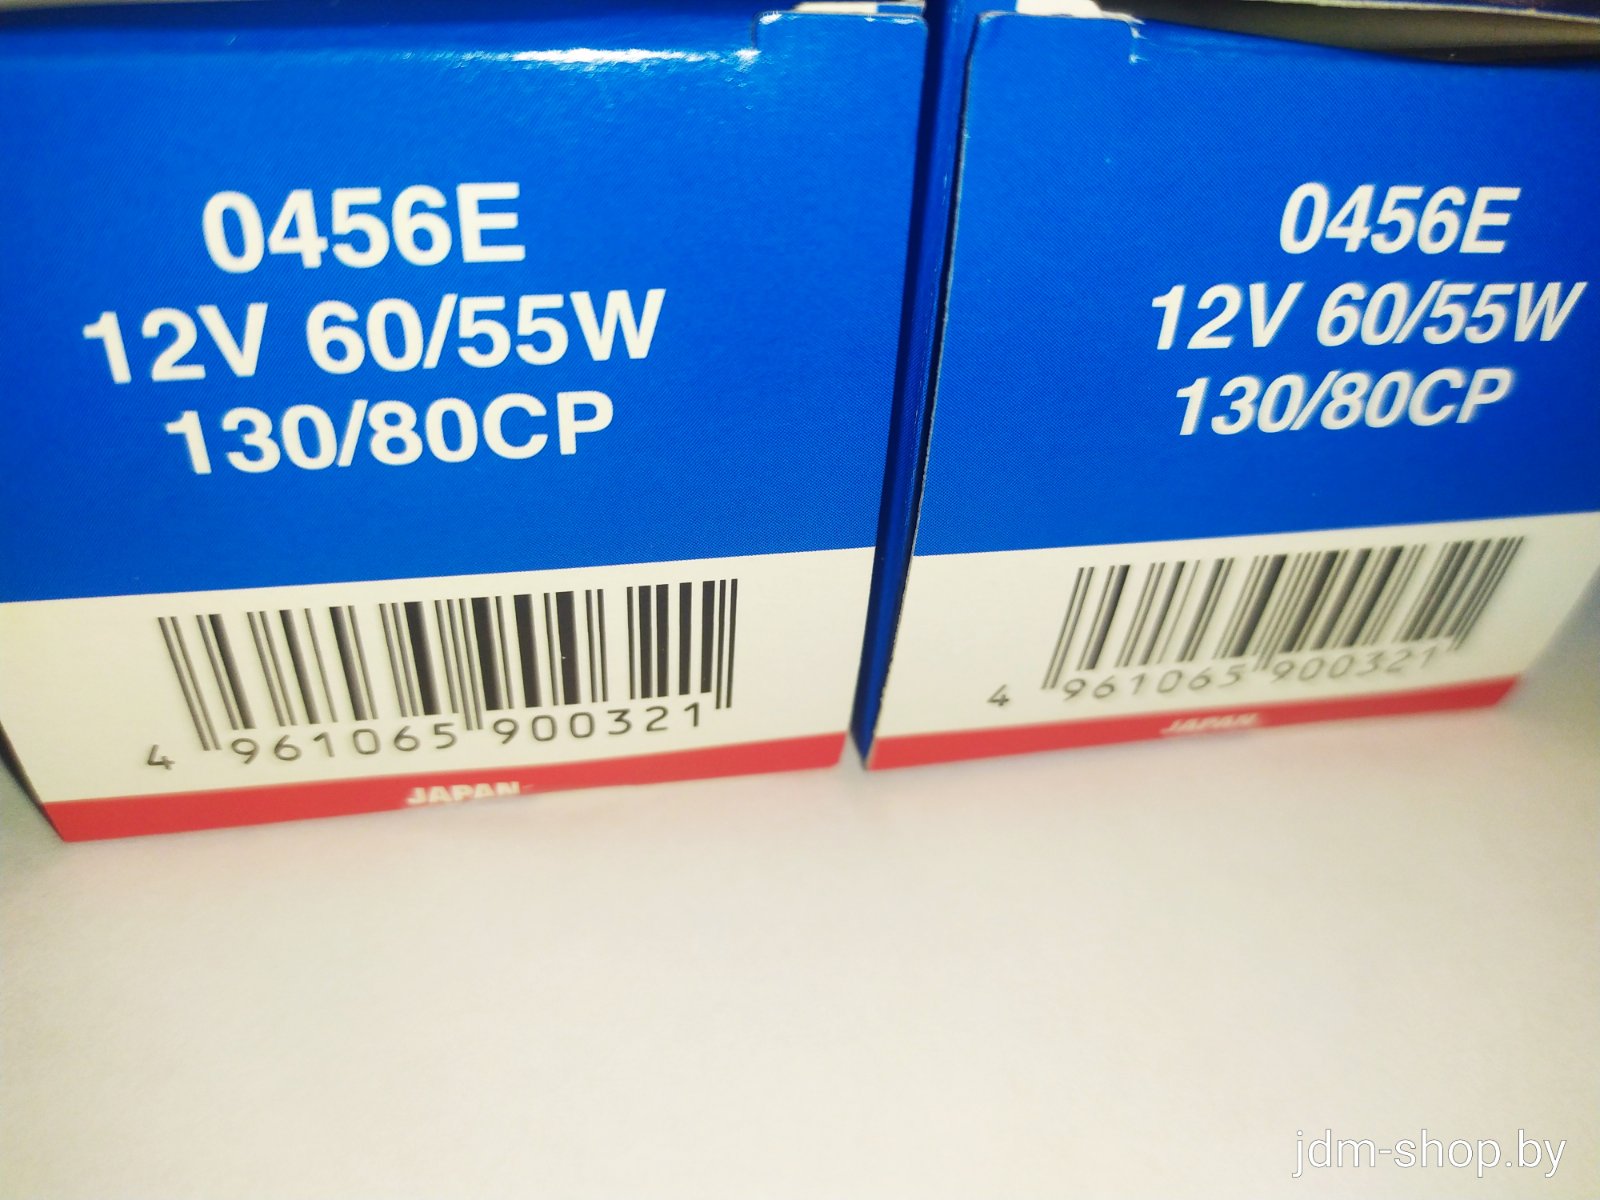 0456E
12V 60/55W
130/80CP
4 961065 900321
JAPAN
0456E
12V 60/55W
130/80CP
4 961065 900321
JAPAN
jdm-shop.by